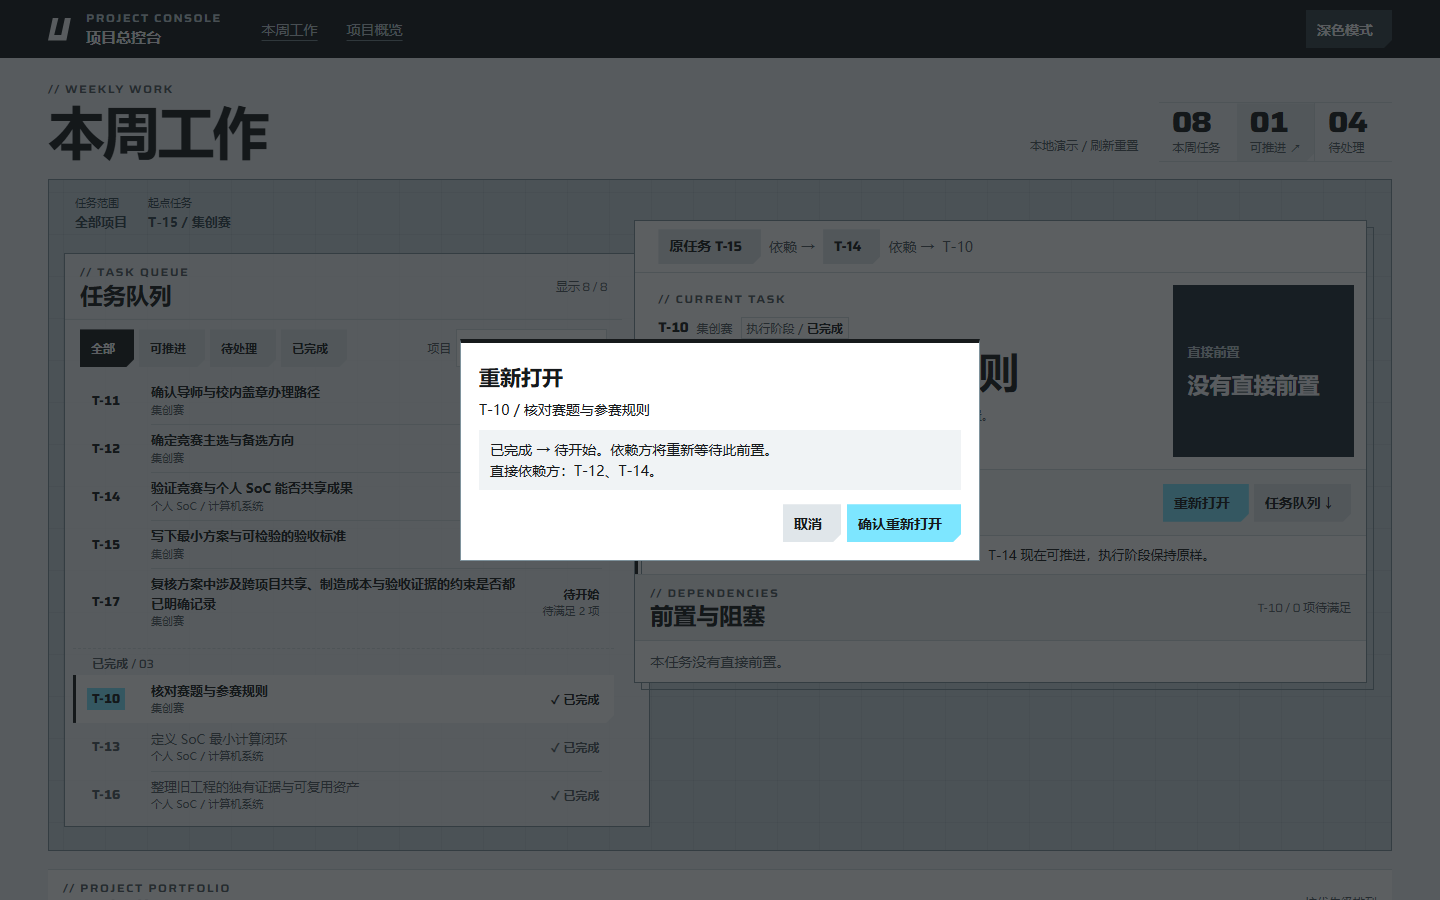 PROJECT CONSOLE
项目总控台
本周工作
项目概览
深色模式
// WEEKLY WORK
本周工作
本地演示 / 刷新重置
08
本周任务
01
可推进 ↗
04
待处理
任务范围
全部项目
起点任务
T-15 / 集创赛
// TASK QUEUE
任务队列
显示 8 / 8
全部
可推进
待处理
已完成
项目
T-11
确认导师与校内盖章办理路径
集创赛
T-12
确定竞赛主选与备选方向
集创赛
T-14
验证竞赛与个人 SoC 能否共享成果
个人 SoC / 计算机系统
T-15
写下最小方案与可检验的验收标准
集创赛
T-17
复核方案中涉及跨项目共享、制造成本与验收证据的约束是否都
已明确记录
集创赛
待开始
待满足 2 项
已完成 / 03
T-10
核对赛题与参赛规则
集创赛
✓ 已完成
T-13
定义 SoC 最小计算闭环
个人 SoC / 计算机系统
✓ 已完成
T-16
整理旧工程的独有证据与可复用资产
个人 SoC / 计算机系统
✓ 已完成
原任务 T-15
依赖 →
T-14
依赖 →
T-10
// CURRENT TASK
T-10 集创赛 执行阶段 / 已完成
则
直接前置
没有直接前置
重新打开
任务队列 ↓
T-14 现在可推进，执行阶段保持原样。
// DEPENDENCIES
前置与阻塞
T-10 / 0 项待满足
本任务没有直接前置。
重新打开
T-10 / 核对赛题与参赛规则
已完成 → 待开始。依赖方将重新等待此前置。
直接依赖方：T-12、T-14。
取消
确认重新打开
// PROJECT PORTFOLIO